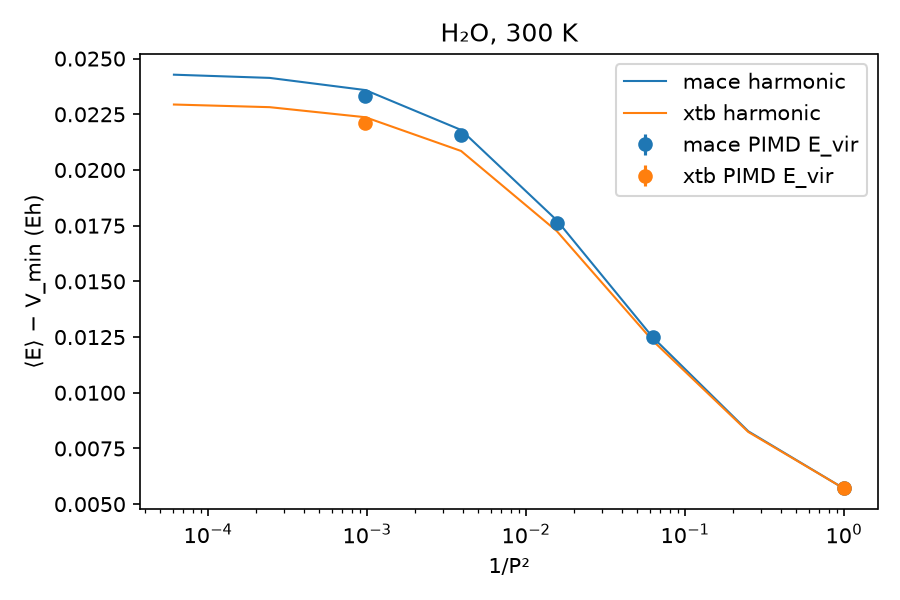 H₂O, 300 K
⟨E⟩ − V_min (Eh)
0.0250
0.0225
0.0200
0.0175
0.0150
0.0125
0.0100
0.0075
0.0050
mace harmonic
xtb harmonic
mace PIMD E_vir
xtb PIMD E_vir
10⁻⁴ 10⁻³ 10⁻² 10⁻¹ 10⁰
1/P²